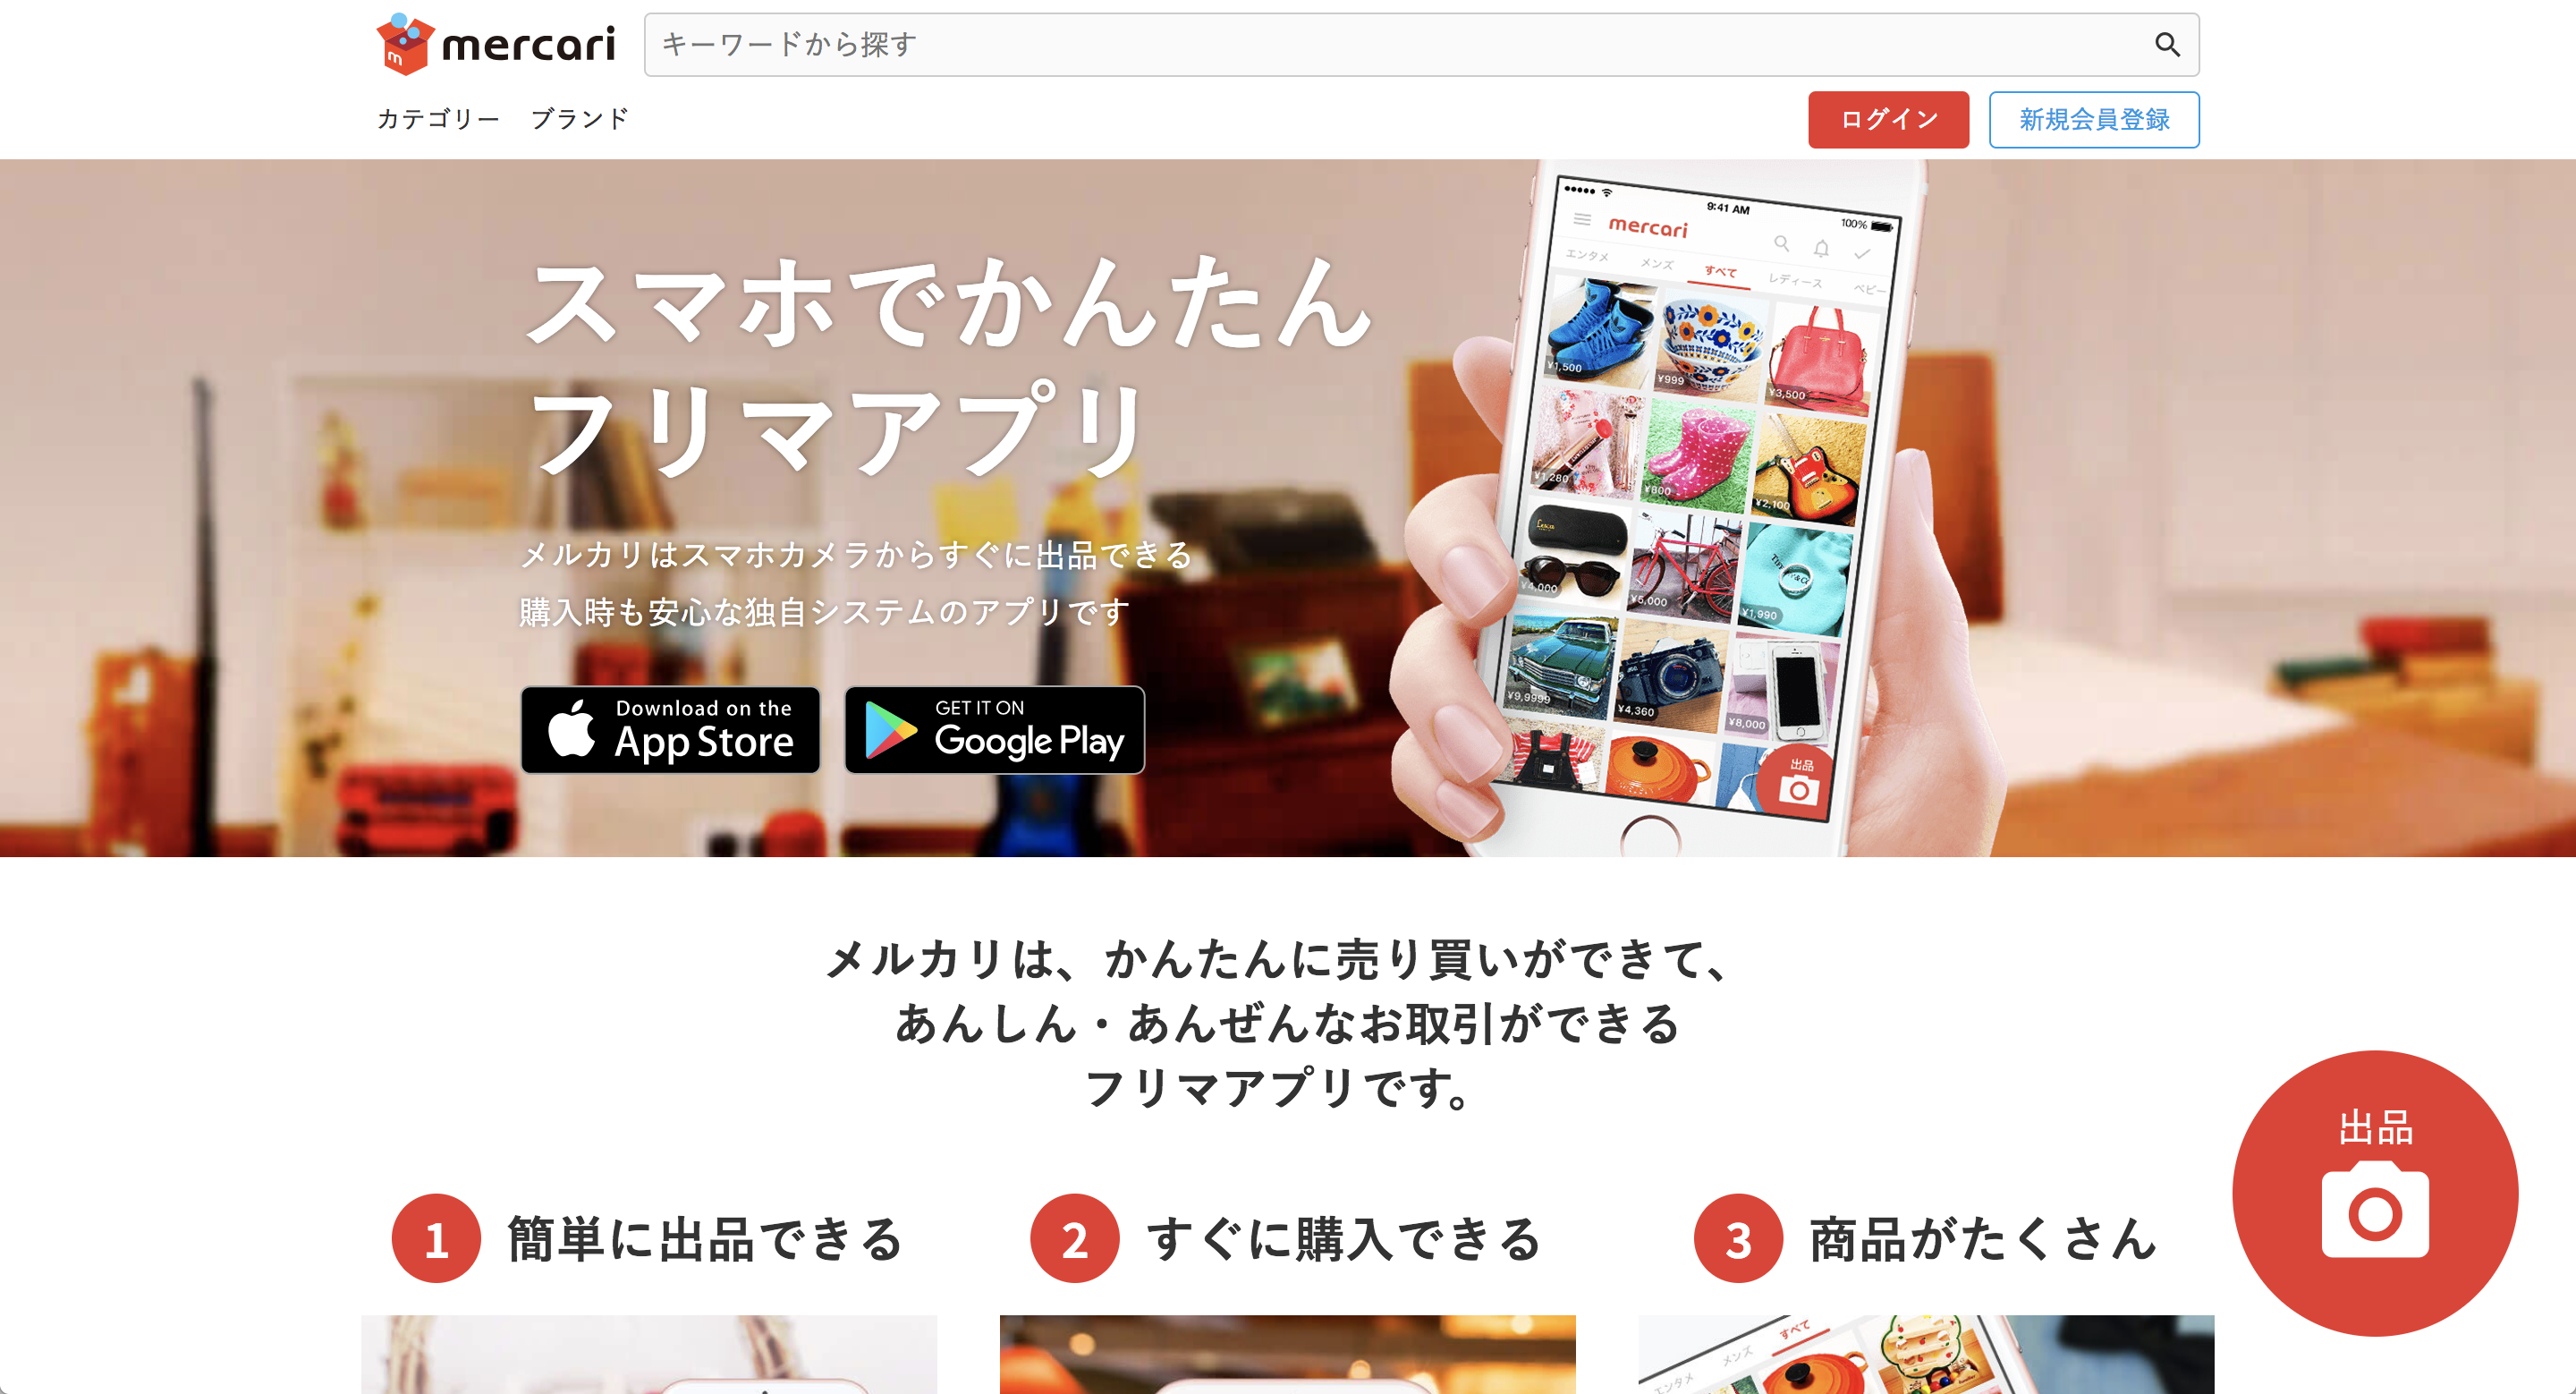 mercari
キーワードから探す
カテゴリー ブランド
ログイン 新規会員登録
スマホでかんたん
フリマアプリ
メルカリはスマホカメラからすぐに出品できる
購入時も安心な独自システムのアプリです
Download on the
App Store
GET IT ON
Google Play
9:41 AM
100%
mercari
エンタメ メンズ すべて レディース ベビー
¥1,500 ¥999 ¥3,500
¥1,280 ¥800 ¥2,100
¥4,000 ¥5,000 ¥1,990
¥9,9999 ¥4,360 ¥8,000
出品
メルカリは、かんたんに売り買いができて、
あんしん・あんぜんなお取引ができる
フリマアプリです。
出品
1 簡単に出品できる
2 すぐに購入できる
3 商品がたくさん
エンタメ メンズ すべて